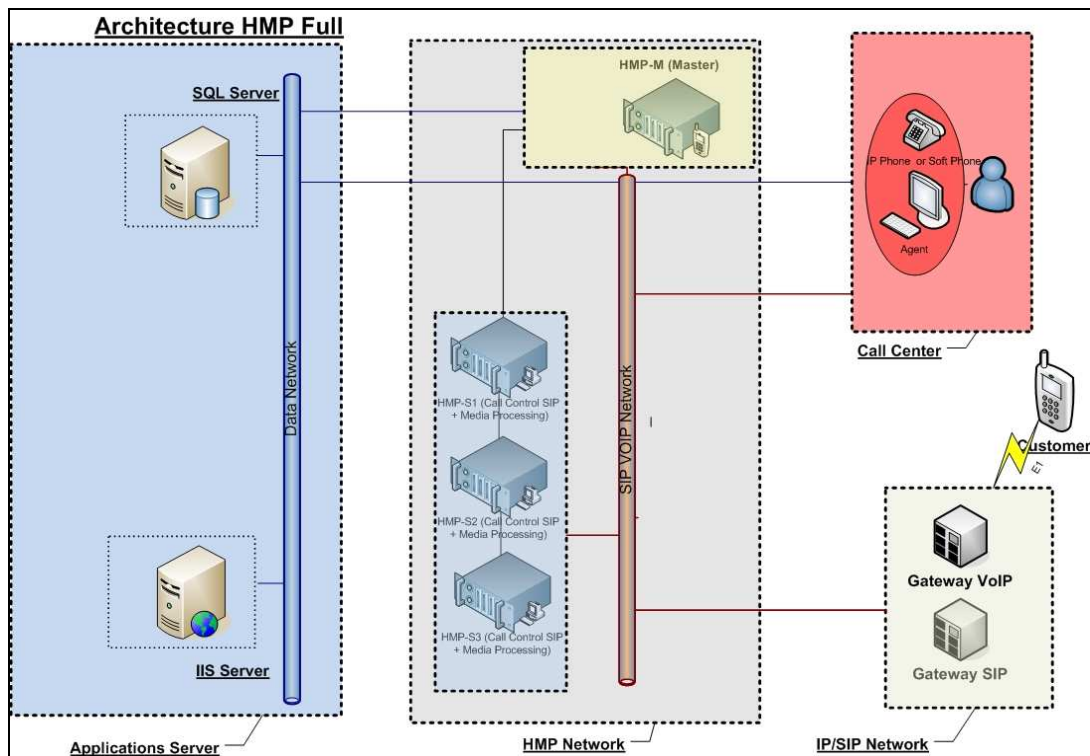 Architecture HMP Full
SQL Server
Data Network
IIS Server
Applications Server
HMP-M (Master)
HMP-S1 (Call Control SIP
+ Media Processing)
HMP-S2 (Call Control SIP
+ Media Processing)
HMP-S3 (Call Control SIP
+ Media Processing)
SIP VOIP Network
HMP Network
IP Phone or Soft Phone
Agent
Call Center
Customer
E1
Gateway VoIP
Gateway SIP
IP/SIP Network